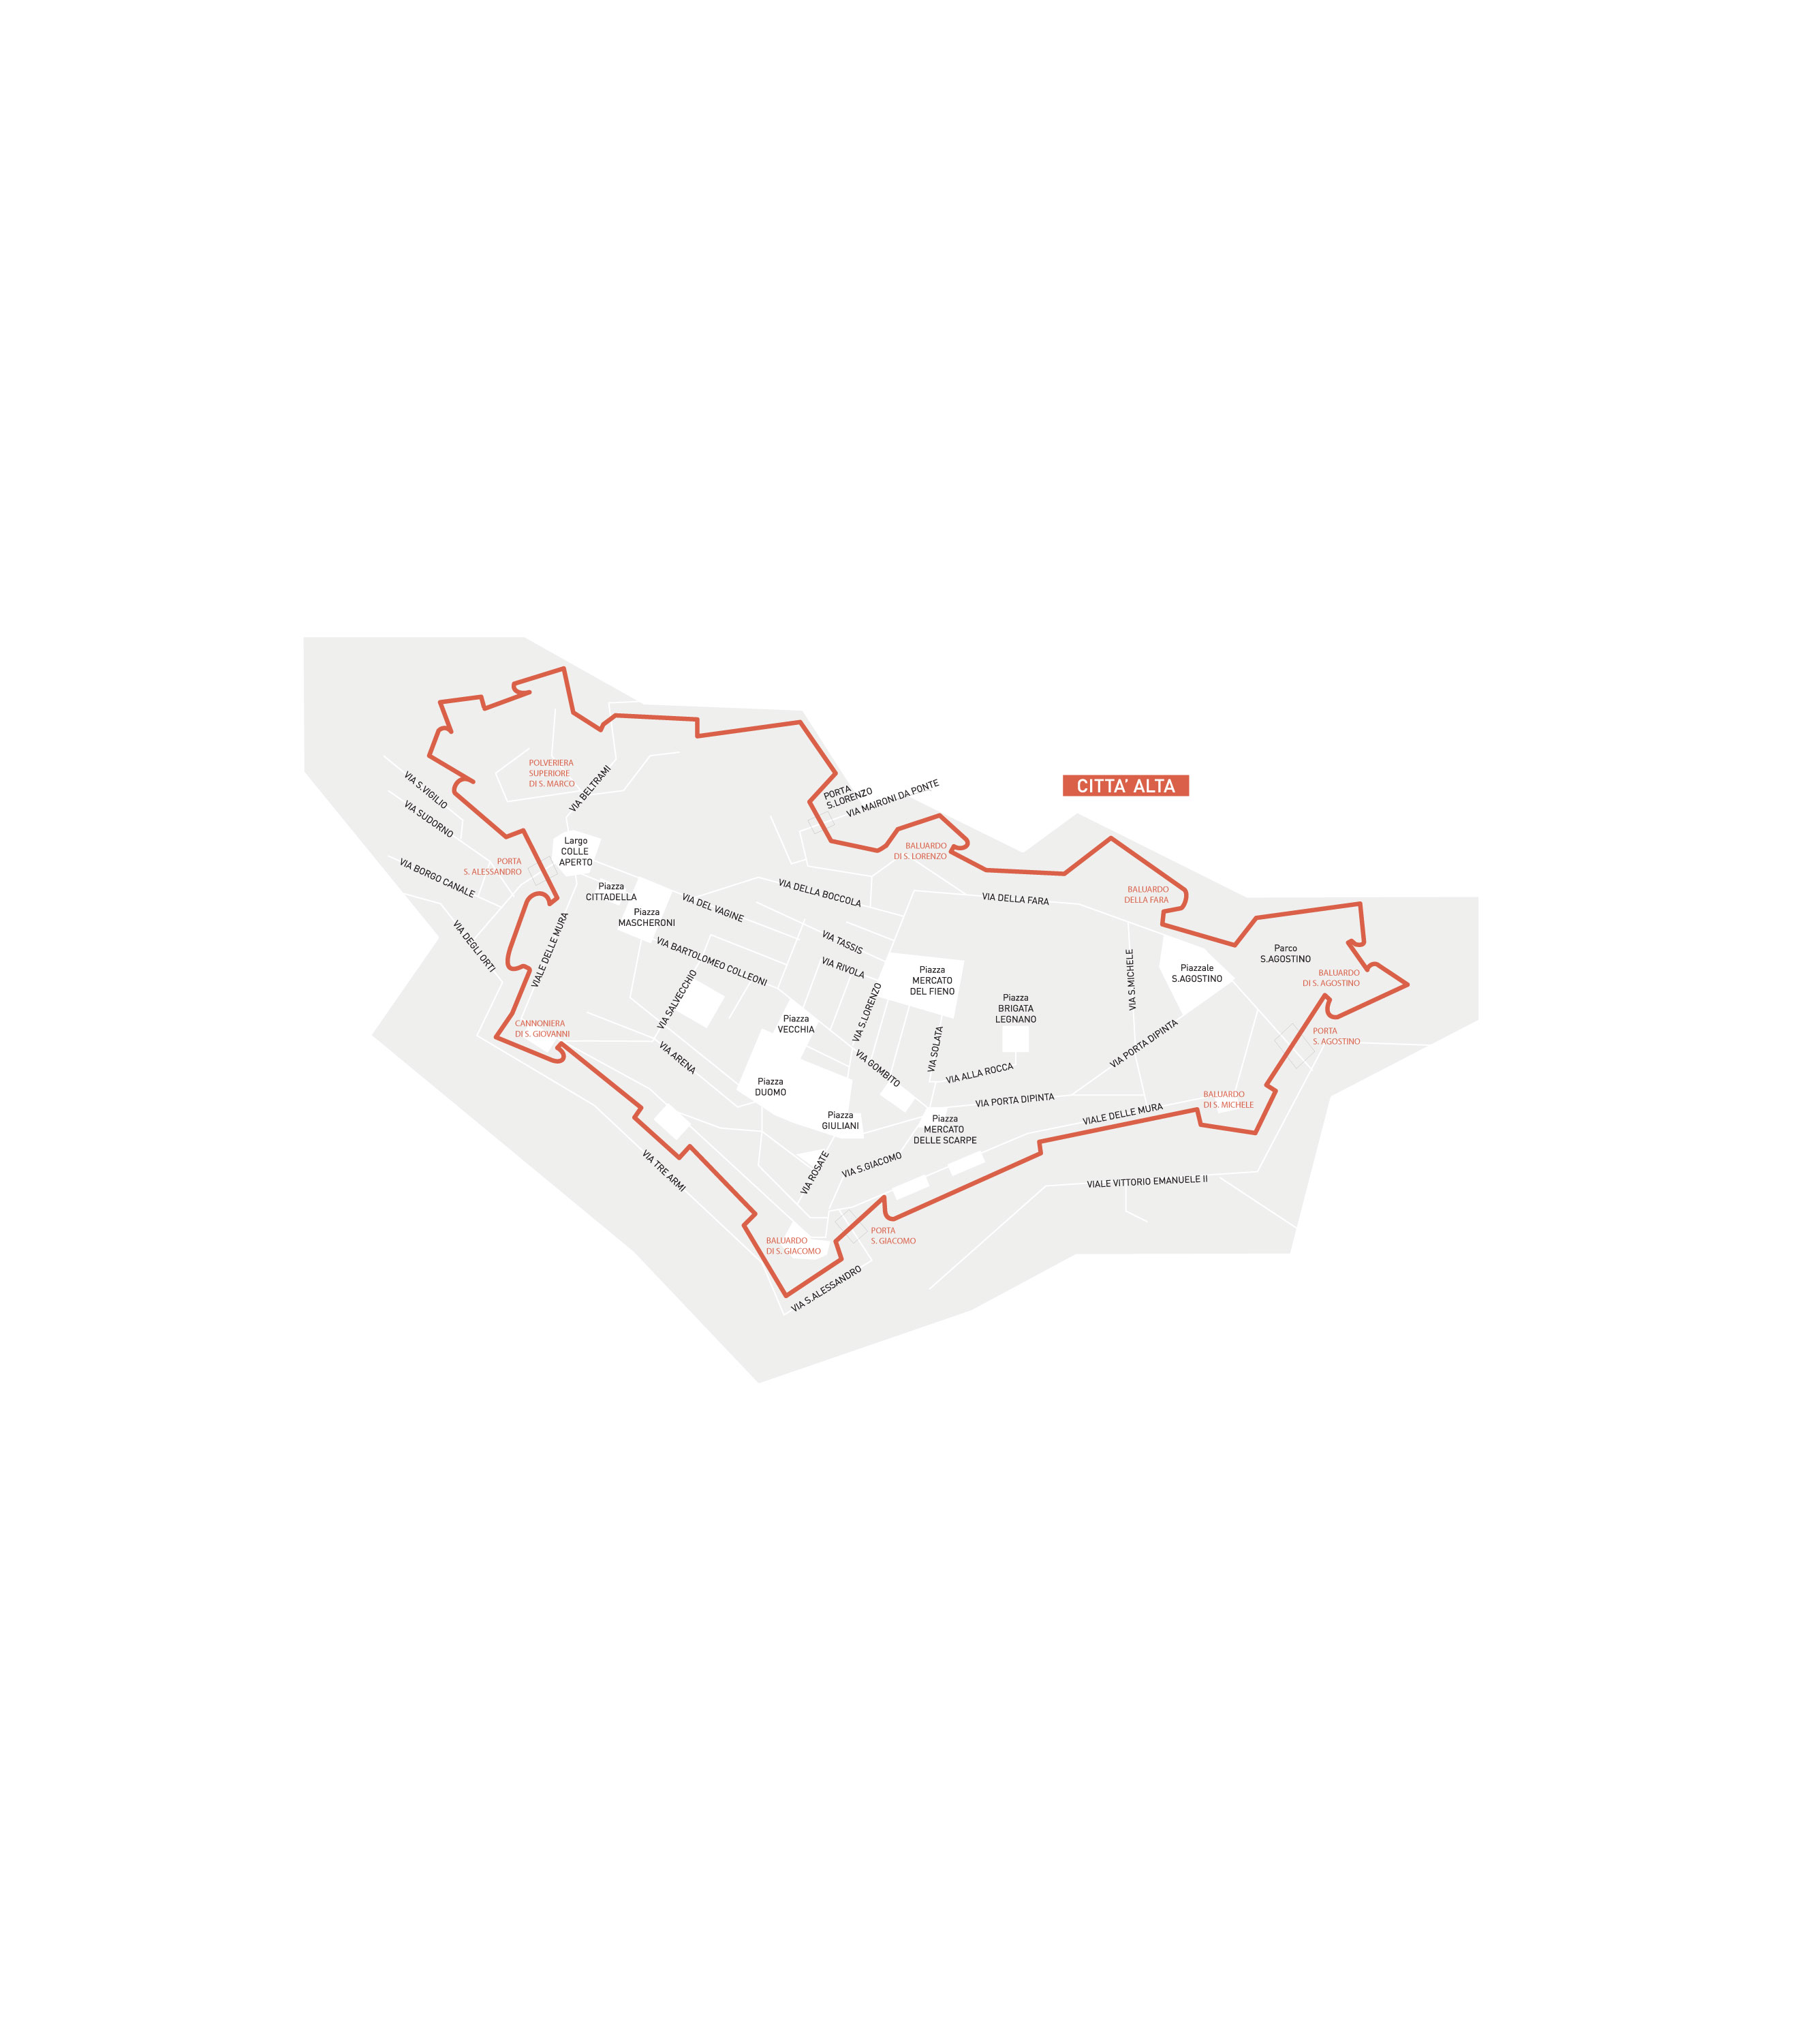 CITTA’ ALTA
POLVERIERA
SUPERIORE
DI S. MARCO
VIA BELTRAMI
VIA S.VIGILIO
VIA SUDORNO
VIA BORGO CANALE
VIA DEGLI ORTI
PORTA
S. ALESSANDRO
Largo
COLLE
APERTO
Piazza
CITTADELLA
Piazza
MASCHERONI
VIALE DELLE MURA
PORTA
S.LORENZO
VIA MAIRONI DA PONTE
BALUARDO
DI S. LORENZO
VIA DEL VAGINE
VIA DELLA BOCCOLA
VIA DELLA FARA
BALUARDO
DELLA FARA
VIA BARTOLOMEO COLLEONI
VIA TASSIS
VIA RIVOLA
VIA SALVECCHIO
Piazza
MERCATO
DEL FIENO
Piazza
BRIGATA
LEGNANO
VIA S.MICHELE
Piazzale
S.AGOSTINO
Parco
S.AGOSTINO
BALUARDO
DI S. AGOSTINO
CANNONIERA
DI S. GIOVANNI
VIA ARENA
Piazza
VECCHIA
VIA S.LORENZO
VIA GOMBITO
VIA SOLATA
VIA ALLA ROCCA
VIA PORTA DIPINTA
PORTA
S. AGOSTINO
Piazza
DUOMO
Piazza
GIULIANI
Piazza
MERCATO
DELLE SCARPE
VIA PORTA DIPINTA
VIALE DELLE MURA
BALUARDO
DI S. MICHELE
VIA TRE ARMI
VIA ROSATE
VIA S.GIACOMO
VIALE VITTORIO EMANUELE II
BALUARDO
DI S. GIACOMO
PORTA
S. GIACOMO
VIA S.ALESSANDRO